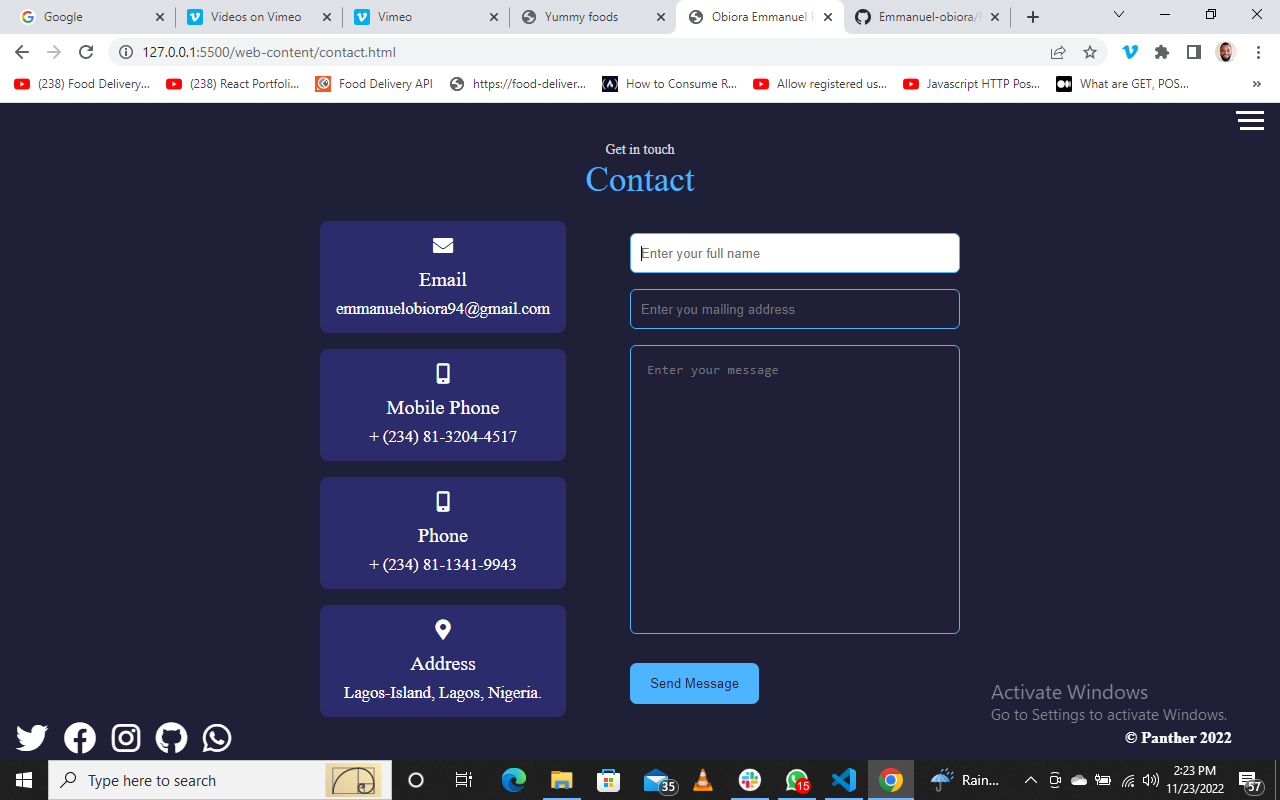 Google
Videos on Vimeo
Vimeo
Yummy foods
Obiora Emmanuel
Emmanuel-obiora/
127.0.0.1:5500/web-content/contact.html
(238) Food Delivery...
(238) React Portfoli...
Food Delivery API
https://food-deliver...
How to Consume R...
Allow registered us...
Javascript HTTP Pos...
What are GET, POS...
»
Get in touch
Contact
Email
emmanuelobiora94@gmail.com
Mobile Phone
+ (234) 81-3204-4517
Phone
+ (234) 81-1341-9943
Address
Lagos-Island, Lagos, Nigeria.
Enter your full name
Enter you mailing address
Enter your message
Send Message
Activate Windows
Go to Settings to activate Windows.
© Panther 2022
Type here to search
35
15
Rain...
2:23 PM
11/23/2022
57